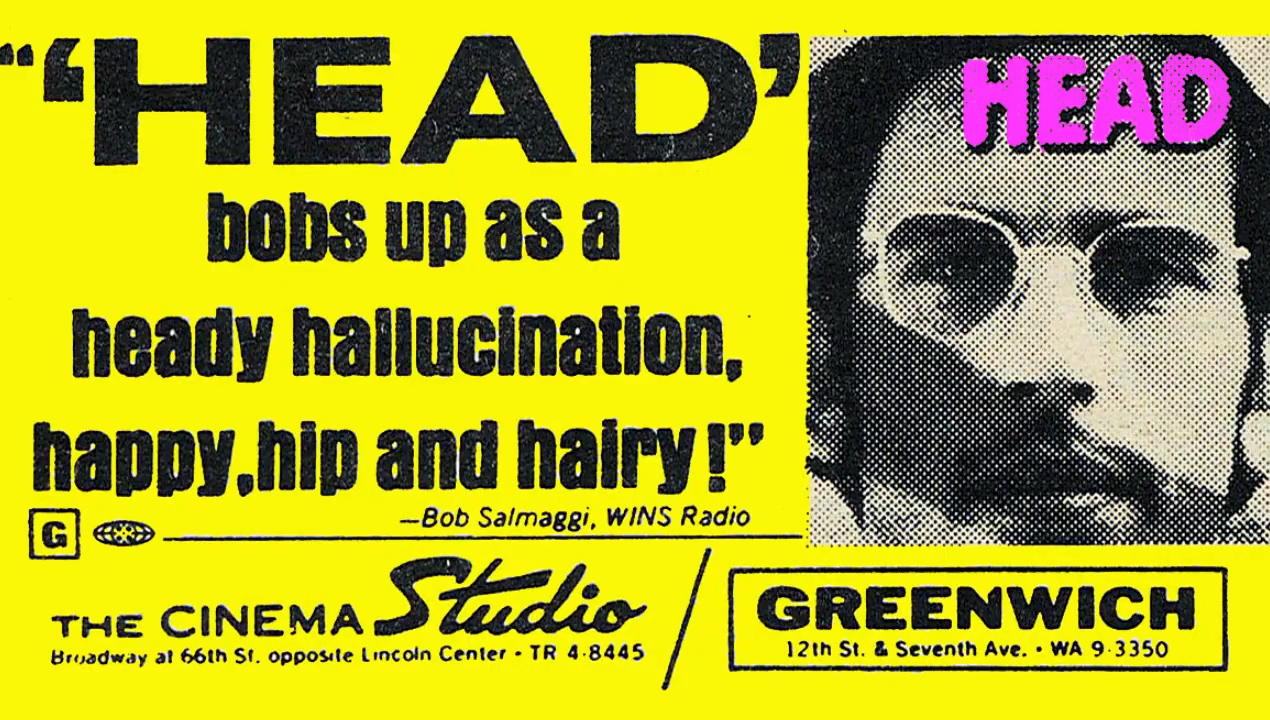 "'HEAD'
HEAD
bobs up as a
heady hallucination,
happy, hip and hairy!"
—Bob Salmaggi, WINS Radio
G
THE CINEMA Studio
Broadway at 66th St. opposite Lincoln Center • TR 4-8445
GREENWICH
12th St. & Seventh Ave. • WA 9-3350